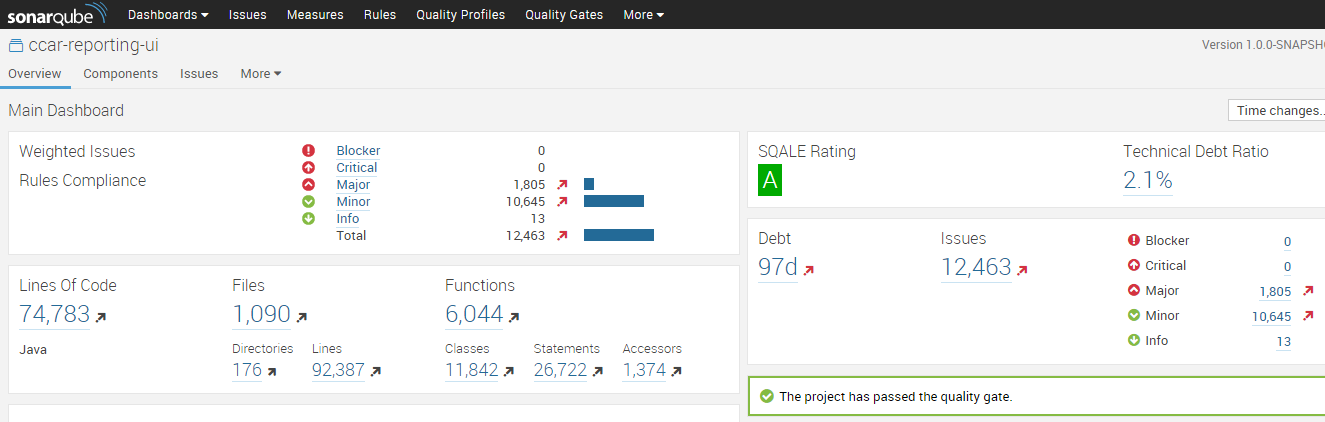 sonarqube Dashboards Issues Measures Rules Quality Profiles Quality Gates More
ccar-reporting-ui Version 1.0.0-SNAPSH
Overview Components Issues More
Main Dashboard Time changes..
Weighted Issues
Rules Compliance
Blocker 0
Critical 0
Major 1,805
Minor 10,645
Info 13
Total 12,463
SQALE Rating Technical Debt Ratio
A 2.1%
Debt Issues
97d 12,463
Blocker 0
Critical 0
Major 1,805
Minor 10,645
Info 13
Lines Of Code Files Functions
74,783 1,090 6,044
Java
Directories Lines Classes Statements Accessors
176 92,387 11,842 26,722 1,374
The project has passed the quality gate.